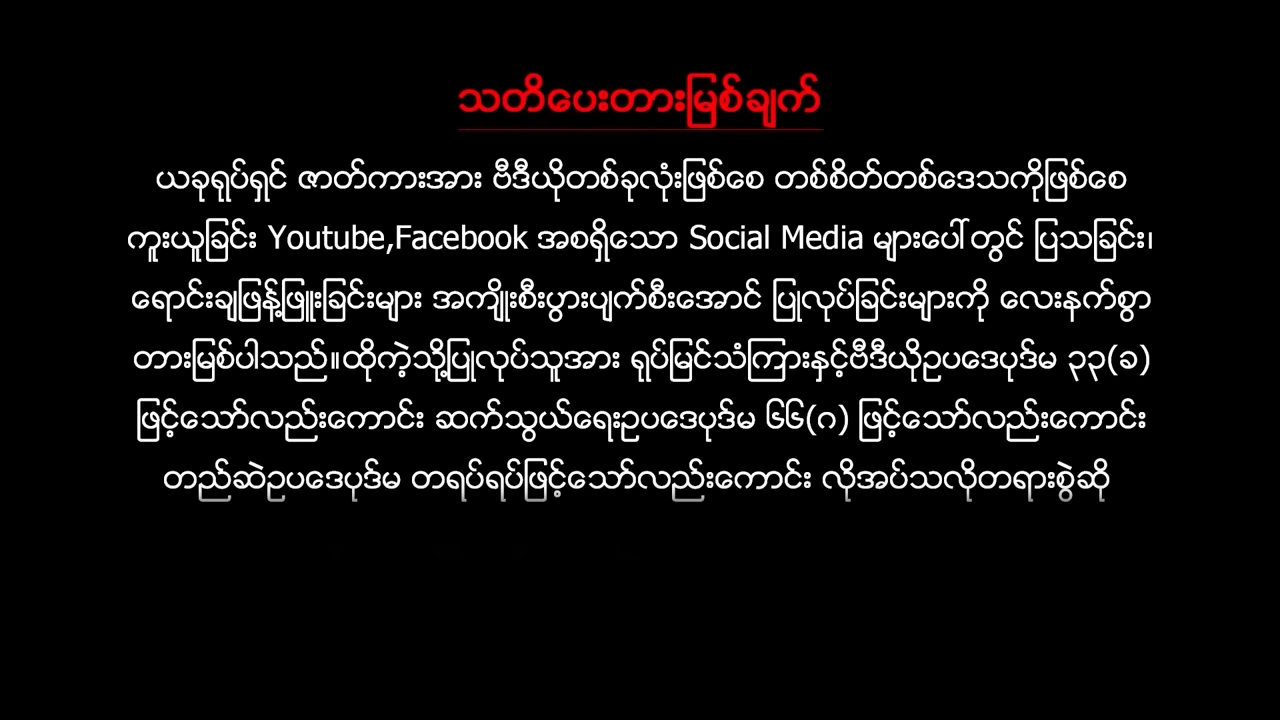 သတိပေးတားမြစ်ချက်
ယခုရုပ်ရှင် ဇာတ်ကားအား ဗီဒီယိုတစ်ခုလုံးဖြစ်စေ တစ်စိတ်တစ်ဒေသကိုဖြစ်စေ
ကူးယူခြင်း Youtube,Facebook အစရှိသော Social Media များပေါ်တွင် ပြသခြင်း၊
ရောင်းချဖြန့်ဖြူးခြင်းများ အကျိုးစီးပွားပျက်စီးအောင် ပြုလုပ်ခြင်းများကို လေးနက်စွာ
တားမြစ်ပါသည်။ထိုကဲ့သို့ပြုလုပ်သူအား ရုပ်မြင်သံကြားနှင့်ဗီဒီယိုဥပဒေပုဒ်မ ၃၃(ခ)
ဖြင့်သော်လည်းကောင်း ဆက်သွယ်ရေးဥပဒေပုဒ်မ ၆၆(ဂ) ဖြင့်သော်လည်းကောင်း
တည်ဆဲဥပဒေပုဒ်မ တရပ်ရပ်ဖြင့်သော်လည်းကောင်း လိုအပ်သလိုတရားစွဲဆို